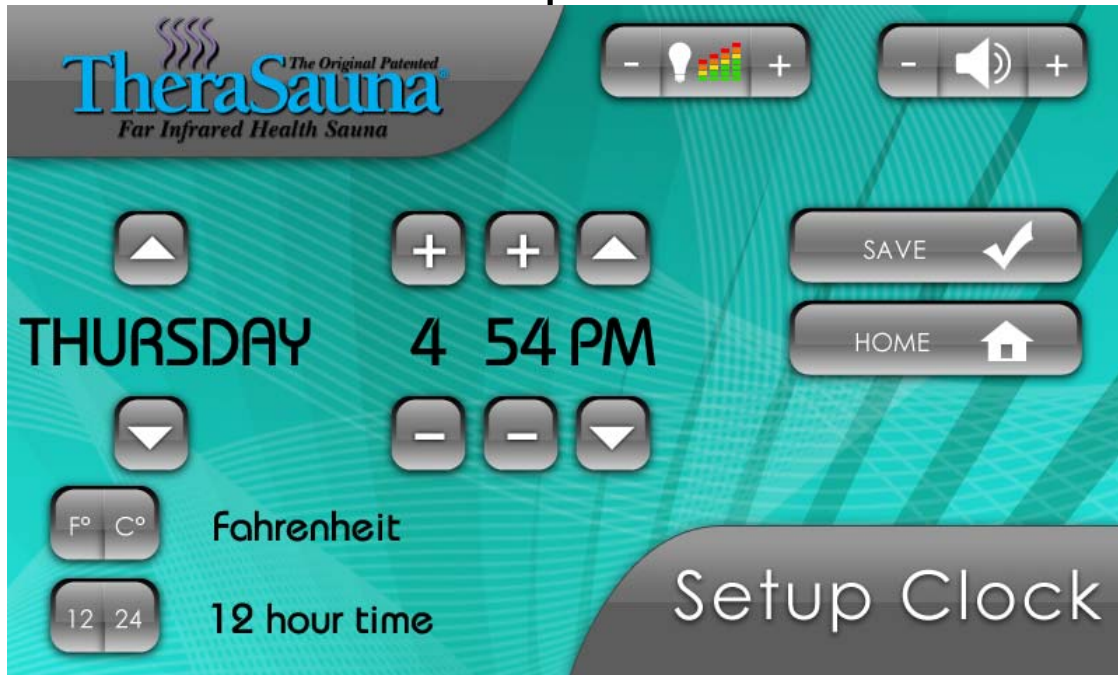 The Original Patented
TheraSauna®
Far Infrared Health Sauna
- +
- +
+ +
SAVE
THURSDAY 4 54 PM
HOME
- -
F° C° Fahrenheit
12 24 12 hour time
Setup Clock